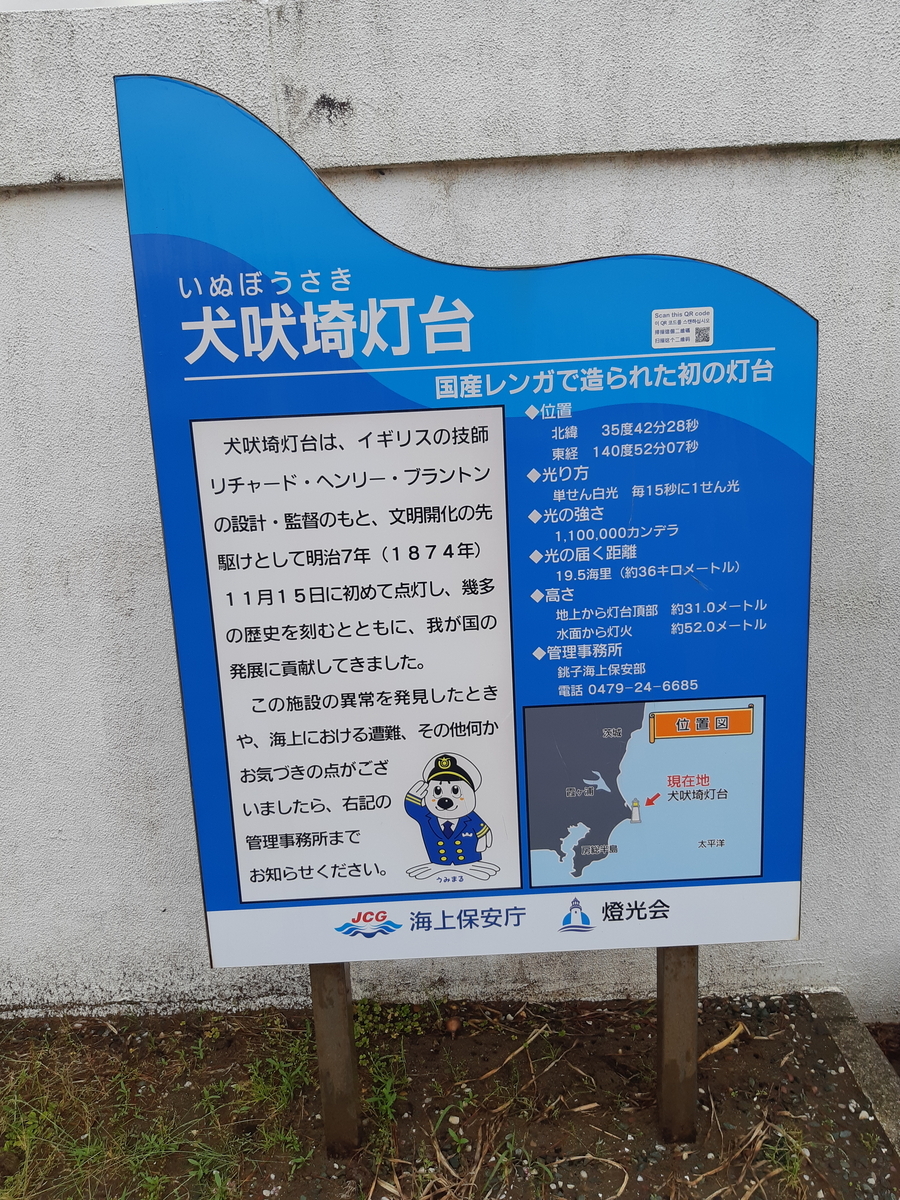 いぬぼうさき
犬吠埼灯台
Scan this QR code
이 QR 코드를 스캔하십시오
国産レンガで造られた初の灯台
犬吠埼灯台は、イギリスの技師
リチャード・ヘンリー・ブラントン
の設計・監督のもと、文明開化の先
駆けとして明治7年（１８７４年）
１１月１５日に初めて点灯し、幾多
の歴史を刻むとともに、我が国の
発展に貢献してきました。
この施設の異常を発見したとき
や、海上における遭難、その他何か
お気づきの点がござ
いましたら、右記の
管理事務所まで
お知らせください。
うみまる
◆位置
北緯　35度42分28秒
東経　140度52分07秒
◆光り方
単せん白光　毎15秒に1せん光
◆光の強さ
1,100,000カンデラ
◆光の届く距離
19.5海里（約36キロメートル）
◆高さ
地上から灯台頂部　約31.0メートル
水面から灯火　約52.0メートル
◆管理事務所
銚子海上保安部
電話 0479-24-6685
位置図
茨城
霞ヶ浦
現在地
犬吠埼灯台
房総半島
太平洋
JCG 海上保安庁 燈光会